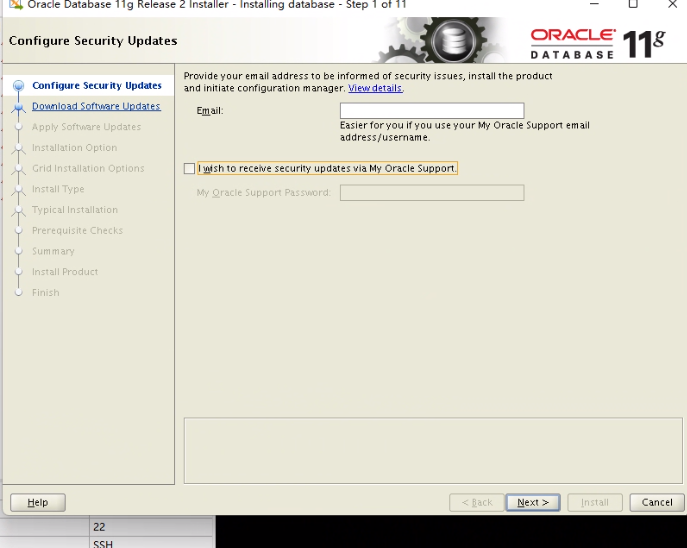 Oracle Database 11g Release 2 Installer - Installing database - Step 1 of 11
Configure Security Updates
ORACLE
DATABASE 11g
Configure Security Updates
Download Software Updates
Apply Software Updates
Installation Option
Grid Installation Options
Install Type
Typical Installation
Prerequisite Checks
Summary
Install Product
Finish
Provide your email address to be informed of security issues, install the product
and initiate configuration manager. View details.
Email:
Easier for you if you use your My Oracle Support email
address/username.
I wish to receive security updates via My Oracle Support.
My Oracle Support Password:
Help
< Back
Next >
Install
Cancel
22
SSH